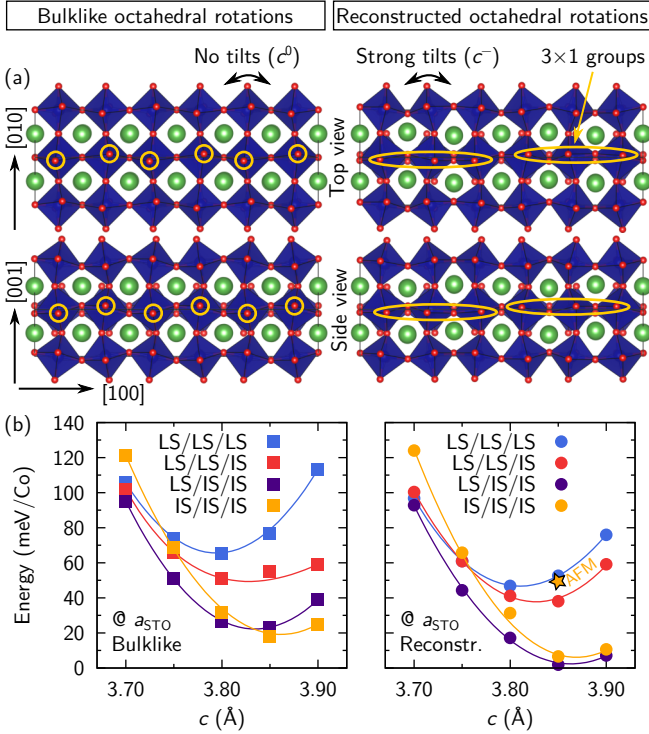 Bulklike octahedral rotations
Reconstructed octahedral rotations
(a)
No tilts (c⁰)
Strong tilts (c⁻)
3×1 groups
[010]
Top view
[001]
Side view
[100]
(b)
Energy (meV/Co)
140
120
100
80
60
40
20
0
LS/LS/LS
LS/LS/IS
LS/IS/IS
IS/IS/IS
@ aSTO
Bulklike
3.70
3.75
3.80
3.85
3.90
c (Å)
LS/LS/LS
LS/LS/IS
LS/IS/IS
IS/IS/IS
AFM
@ aSTO
Reconstr.
3.70
3.75
3.80
3.85
3.90
c (Å)